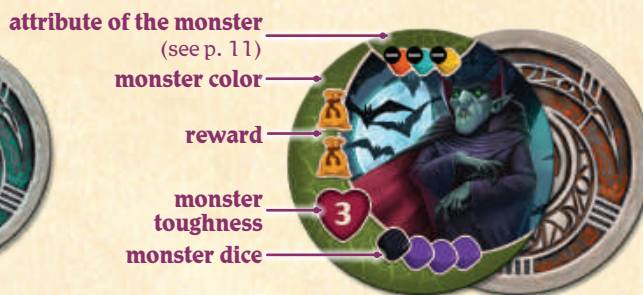 attribute of the monster
(see p. 11)
monster color
reward
monster
toughness
3
monster dice